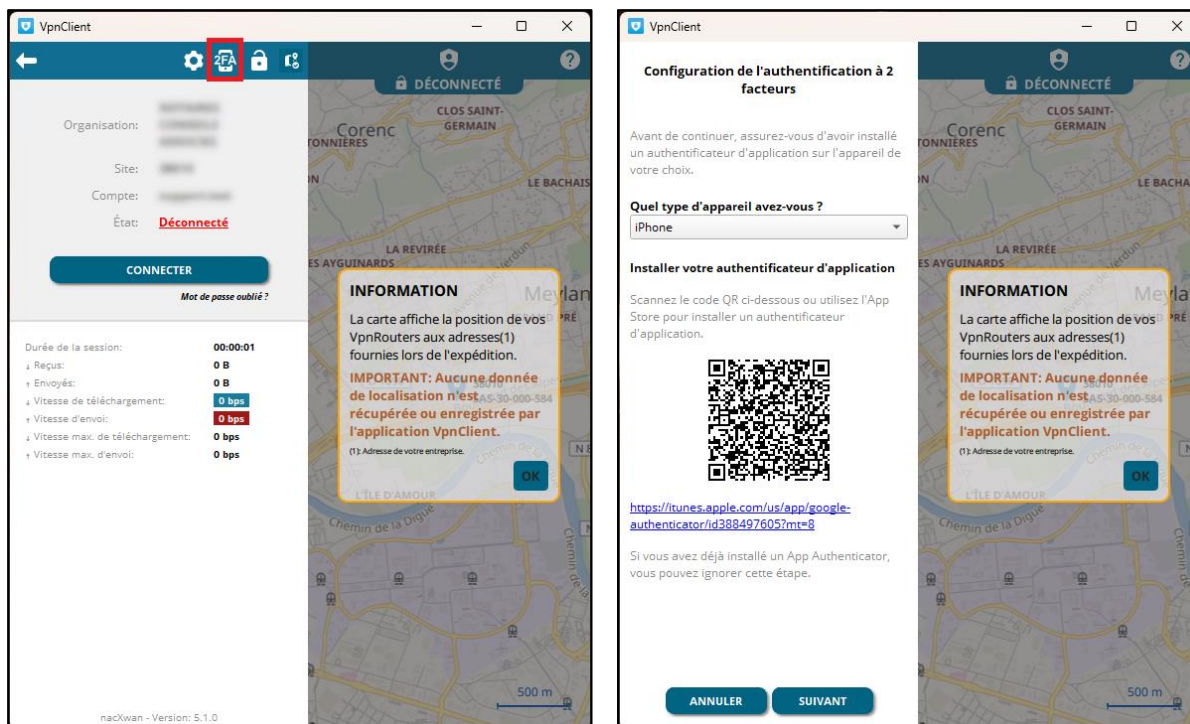 VpnClient
2FA
DÉCONNECTÉ
Organisation:
Site:
Compte:
État: Déconnecté
CONNECTER
Mot de passe oublié ?
Durée de la session: 00:00:01
↓ Reçus: 0 B
↑ Envoyés: 0 B
↓ Vitesse de téléchargement: 0 bps
↑ Vitesse d'envoi: 0 bps
↓ Vitesse max. de téléchargement: 0 bps
↑ Vitesse max. d'envoi: 0 bps
nacXwan - Version: 5.1.0
CLOS SAINT-
GERMAIN
Corenc
TONNIÈRES
LE BACHAIS
LA REVIRÉE
ES AYGUINARDS
Meylan
PRÉ
INFORMATION
La carte affiche la position de vos
VpnRouters aux adresses(1)
fournies lors de l'expédition.
IMPORTANT: Aucune donnée
de localisation n'est
récupérée ou enregistrée par
l'application VpnClient.
(1): Adresse de votre entreprise.
OK
L'ÎLE D'AMOUR
Chemin de la Digue
500 m
VpnClient
Configuration de l'authentification à 2
facteurs
Avant de continuer, assurez-vous d'avoir installé
un authentificateur d'application sur l'appareil de
votre choix.
Quel type d'appareil avez-vous ?
iPhone
Installer votre authentificateur d'application
Scannez le code QR ci-dessous ou utilisez l'App
Store pour installer un authentificateur
d'application.
https://itunes.apple.com/us/app/google-
authenticator/id388497605?mt=8
Si vous avez déjà installé un App Authenticator,
vous pouvez ignorer cette étape.
ANNULER
SUIVANT
?
DÉCONNECTÉ
CLOS SAINT-
GERMAIN
Corenc
TONNIÈRES
LE BACHA
LA REVIRÉE
ES AYGUINARDS
Meyla
PRÉ
INFORMATION
La carte affiche la position de vos
VpnRouters aux adresses(1)
fournies lors de l'expédition.
IMPORTANT: Aucune donnée
de localisation n'est
récupérée ou enregistrée par
l'application VpnClient.
(1): Adresse de votre entreprise.
OK
L'ÎLE D'AMOUR
Chemin de la Digue
500 m